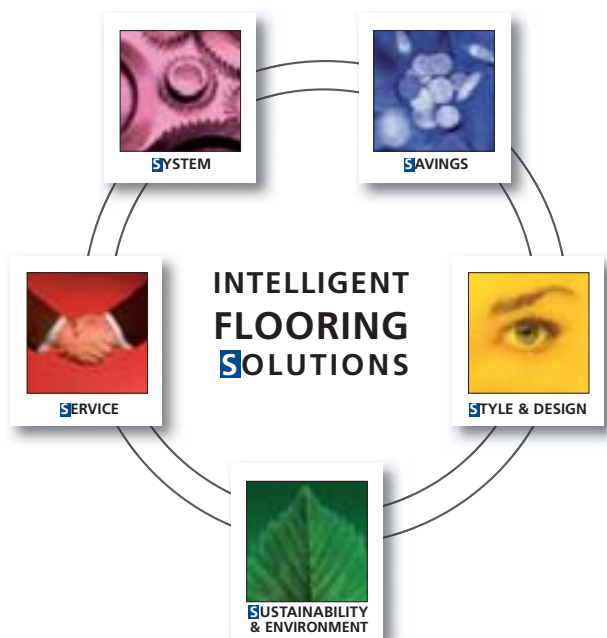 SYSTEM
SAVINGS
INTELLIGENT
FLOORING
SOLUTIONS
SERVICE
STYLE & DESIGN
SUSTAINABILITY
& ENVIRONMENT